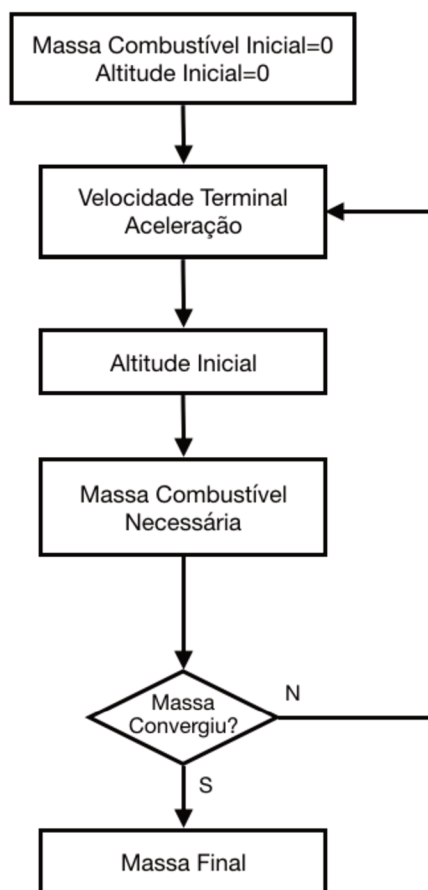 Massa Combustível Inicial=0
Altitude Inicial=0
Velocidade Terminal
Aceleração
Altitude Inicial
Massa Combustível
Necessária
Massa
Convergiu?
N
S
Massa Final